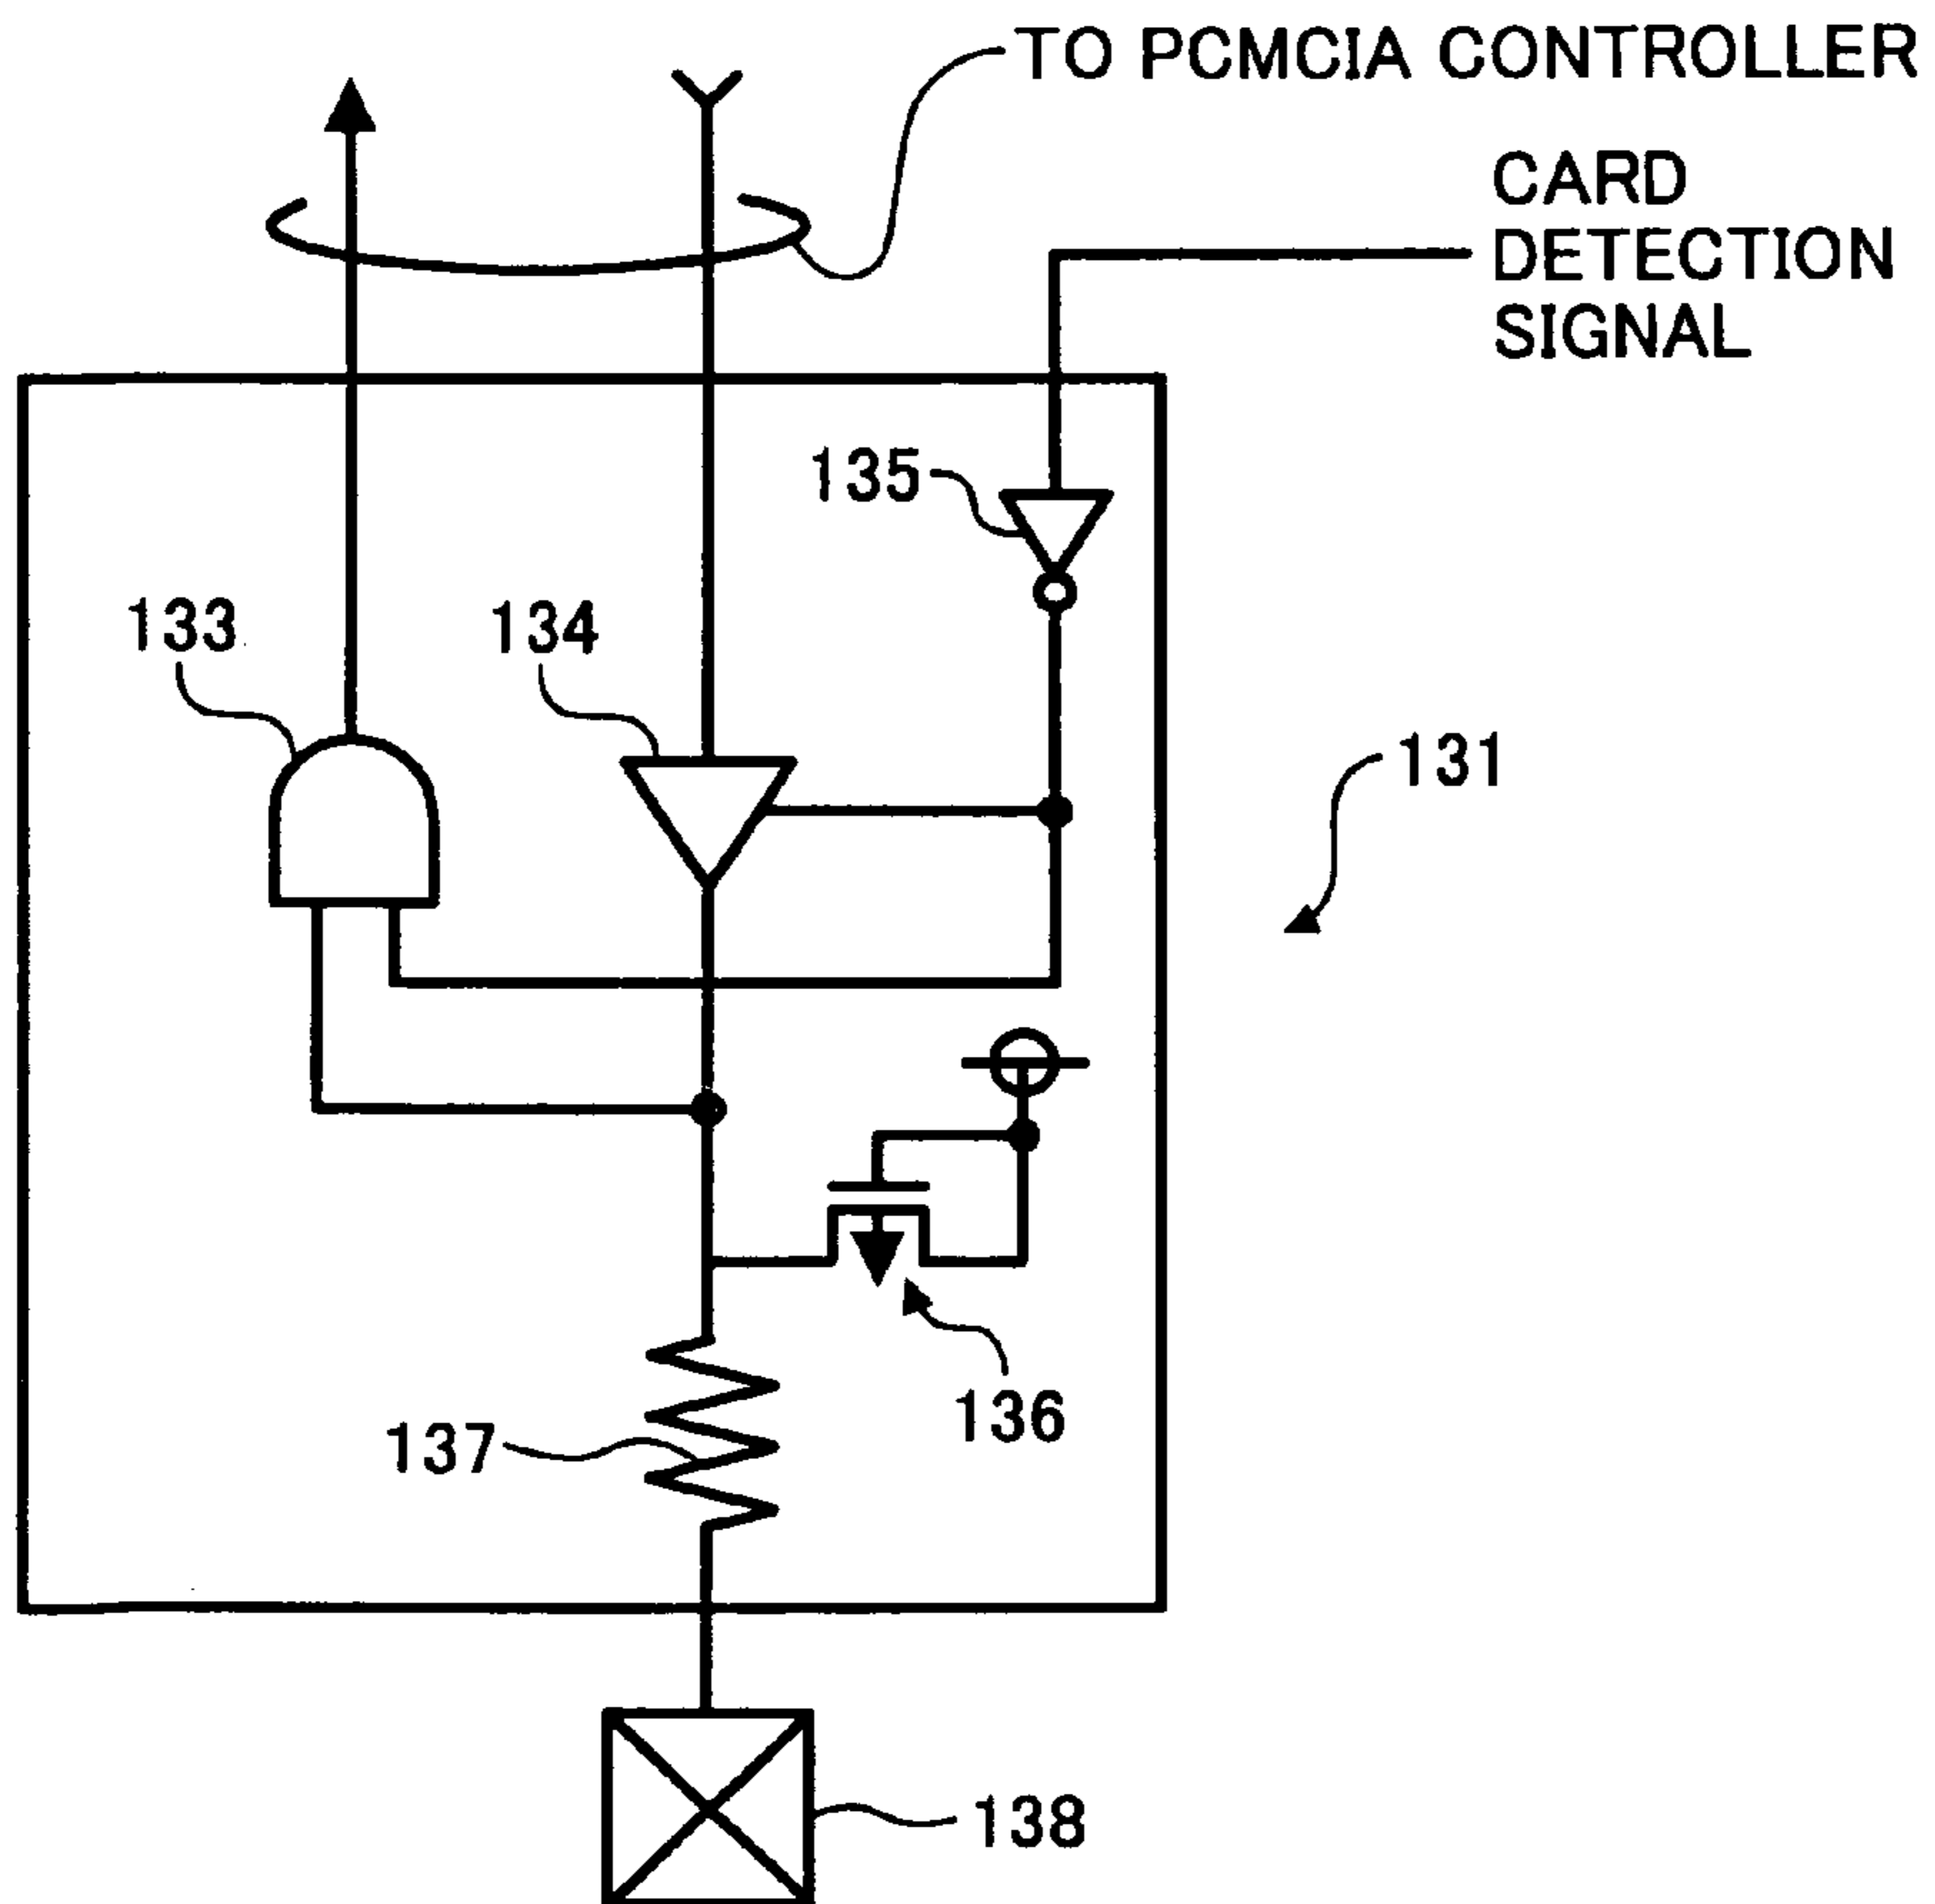 TO PCMCIA CONTROLLER
CARD
DETECTION
SIGNAL
135
133
134
131
136
137
138